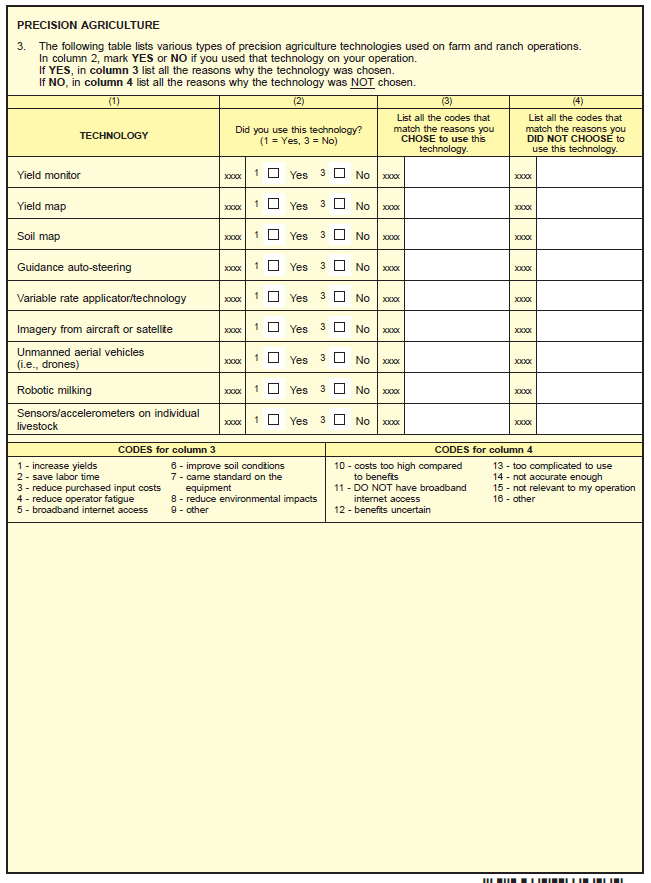 PRECISION AGRICULTURE
3. The following table lists various types of precision agriculture technologies used on farm and ranch operations.
In column 2, mark YES or NO if you used that technology on your operation.
If YES, in column 3 list all the reasons why the technology was chosen.
If NO, in column 4 list all the reasons why the technology was NOT chosen.
(1) (2) (3) (4)
TECHNOLOGY
Did you use this technology?
(1 = Yes, 3 = No)
List all the codes that
match the reasons you
CHOSE to use this
technology.
List all the codes that
match the reasons you
DID NOT CHOOSE to
use this technology.
Yield monitor xxxx 1 Yes 3 No xxxx xxxx
Yield map xxxx 1 Yes 3 No xxxx xxxx
Soil map xxxx 1 Yes 3 No xxxx xxxx
Guidance auto-steering xxxx 1 Yes 3 No xxxx xxxx
Variable rate applicator/technology xxxx 1 Yes 3 No xxxx xxxx
Imagery from aircraft or satellite xxxx 1 Yes 3 No xxxx xxxx
Unmanned aerial vehicles
(i.e., drones) xxxx 1 Yes 3 No xxxx xxxx
Robotic milking xxxx 1 Yes 3 No xxxx xxxx
Sensors/accelerometers on individual
livestock xxxx 1 Yes 3 No xxxx xxxx
CODES for column 3
1 - increase yields
2 - save labor time
3 - reduce purchased input costs
4 - reduce operator fatigue
5 - broadband internet access
6 - improve soil conditions
7 - came standard on the
equipment
8 - reduce environmental impacts
9 - other
CODES for column 4
10 - costs too high compared
to benefits
11 - DO NOT have broadband
internet access
12 - benefits uncertain
13 - too complicated to use
14 - not accurate enough
15 - not relevant to my operation
16 - other